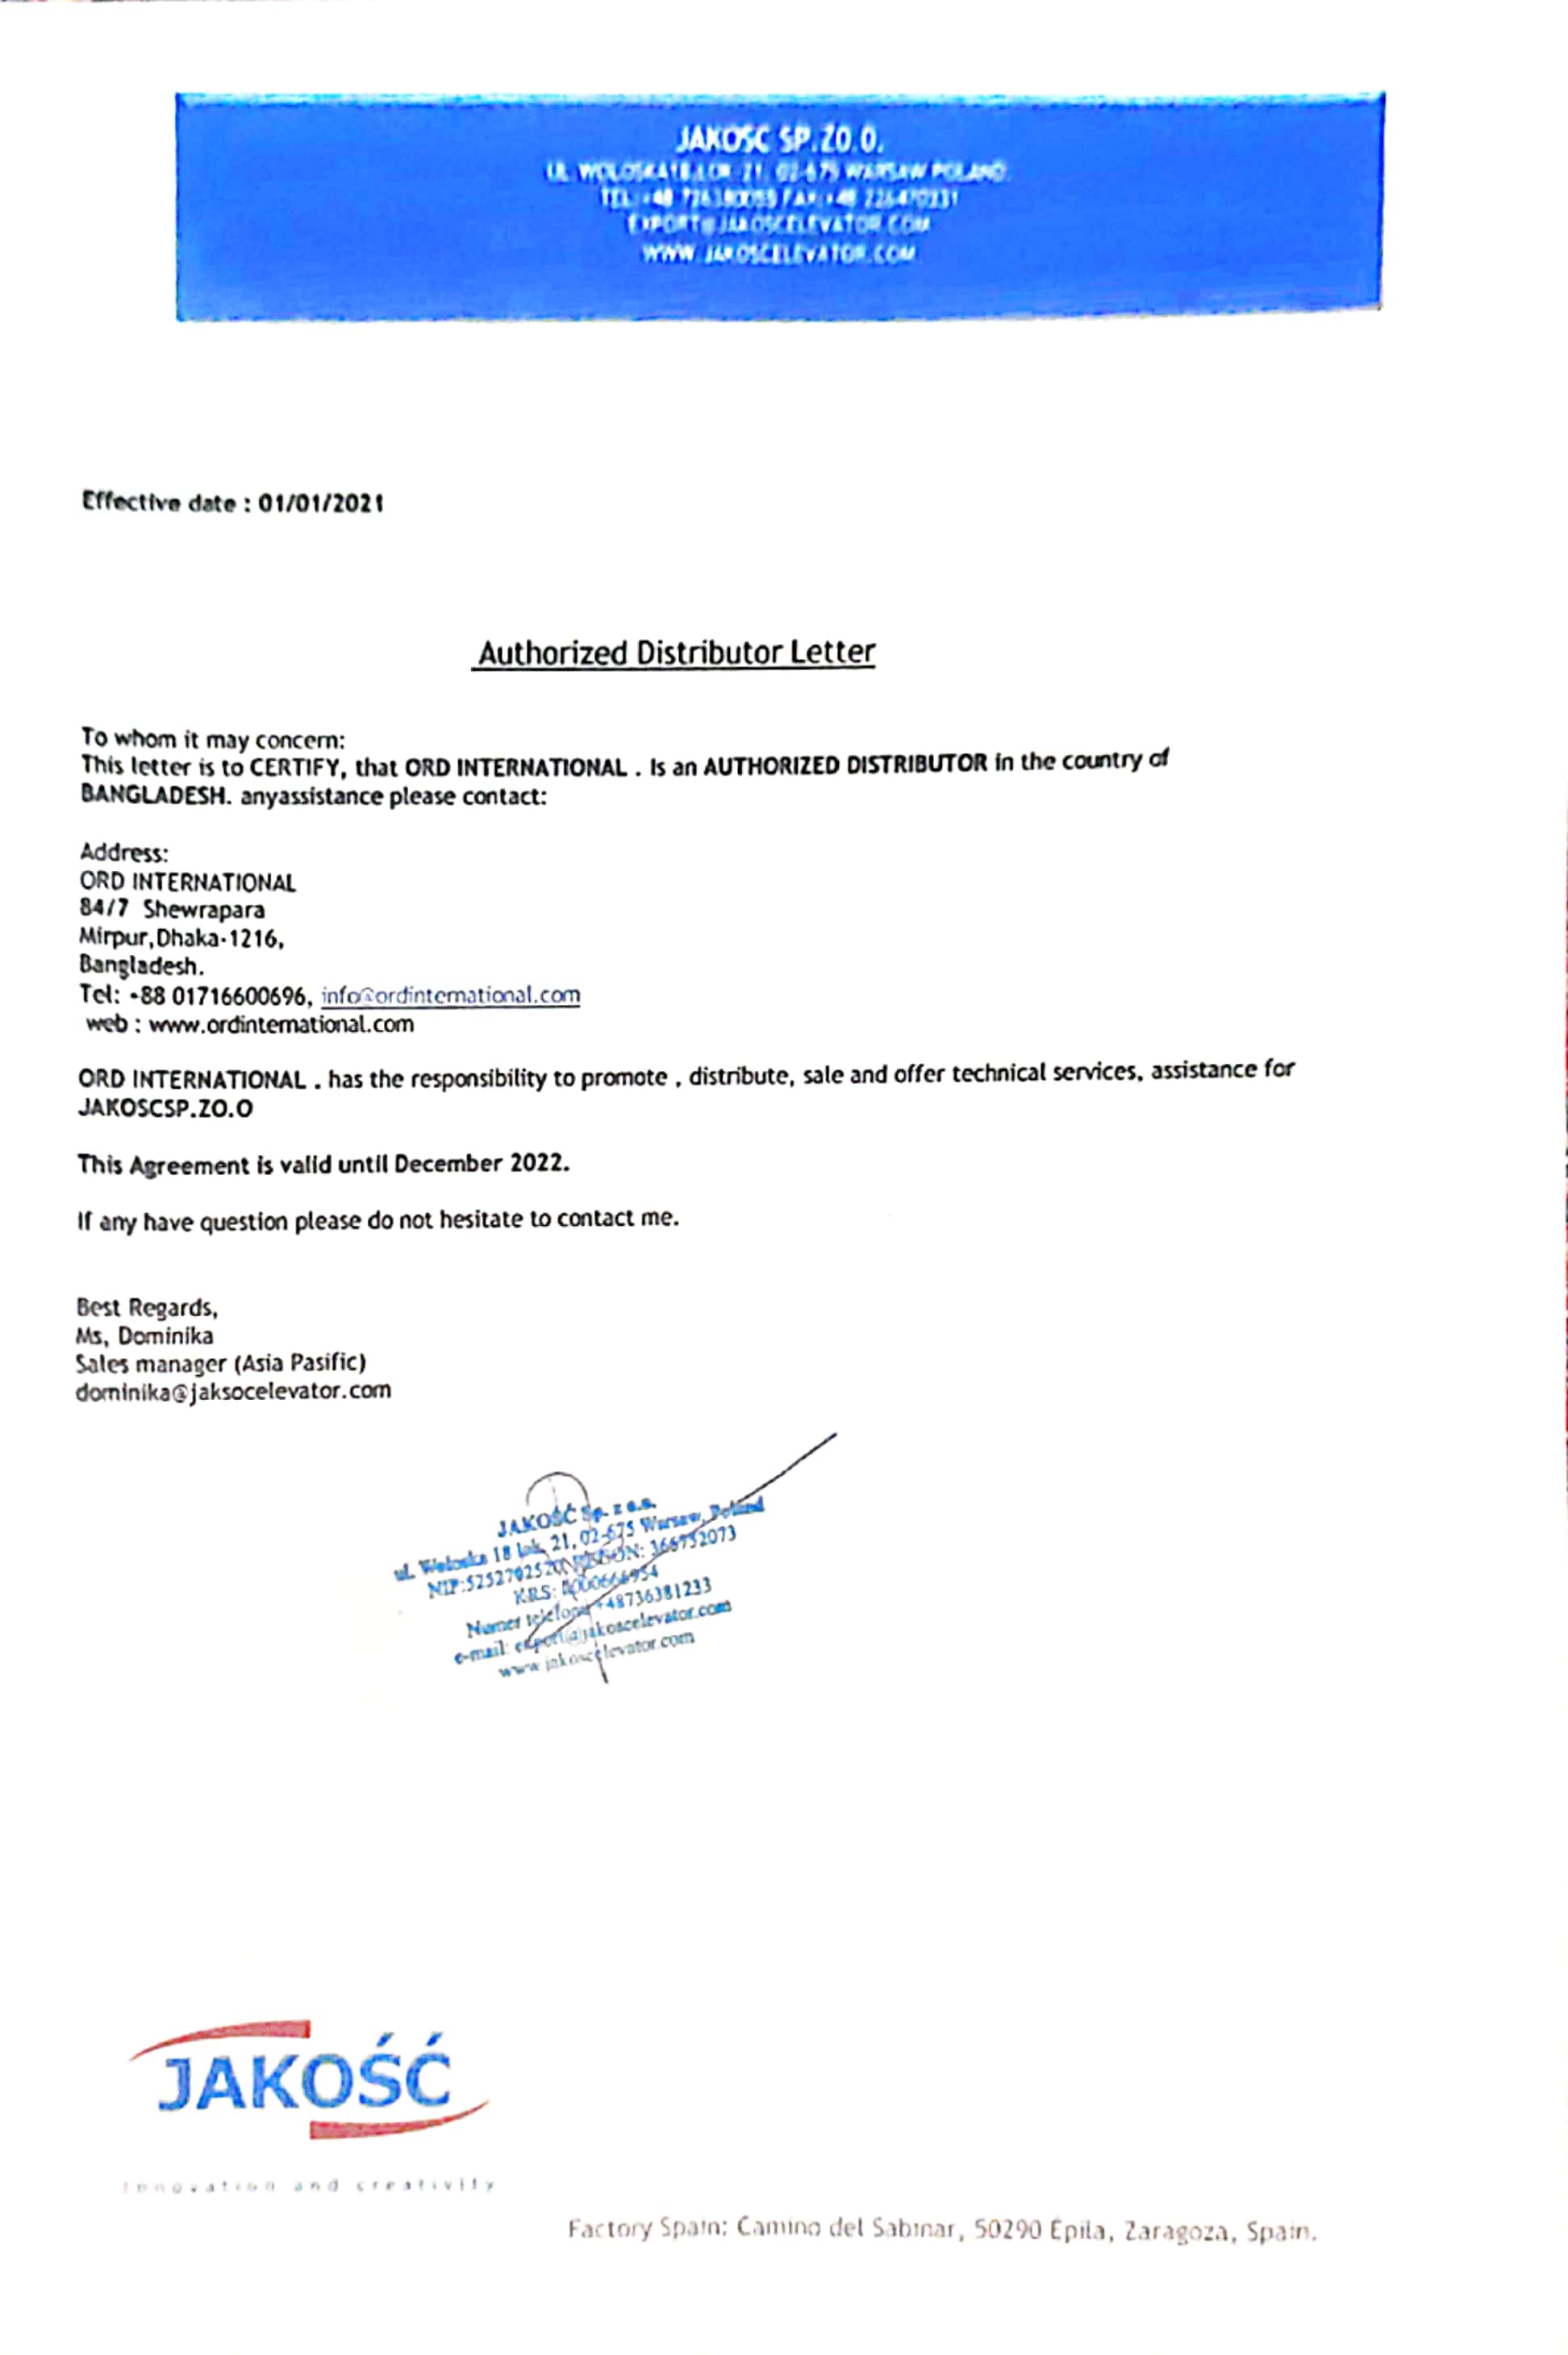 JAKOSC SP.ZO.O.
UL. WOLOSKA18.LOK. 21, 02-675 WARSAW POLAND
TEL:+48 FAX:+48 226470331
EXPORT@JAKOSCELEVATOR.COM
WWW.JAKOSCELEVATOR.COM
Effective date : 01/01/2021
Authorized Distributor Letter
To whom it may concern:
This letter is to CERTIFY, that ORD INTERNATIONAL . Is an AUTHORIZED DISTRIBUTOR in the country of
BANGLADESH. anyassistance please contact:
Address:
ORD INTERNATIONAL
84/7 Shewrapara
Mirpur,Dhaka-1216,
Bangladesh.
Tel: +88 01716600696, info@ordinternational.com
web : www.ordinternational.com
ORD INTERNATIONAL . has the responsibility to promote , distribute, sale and offer technical services, assistance for
JAKOSCSP.ZO.O
This Agreement is valid until December 2022.
If any have question please do not hesitate to contact me.
Best Regards,
Ms, Dominika
Sales manager (Asia Pasific)
dominika@jaksocelevator.com
JAKOŚĆ Sp. z o.o.
ul. Wołoska 18 lok. 21, 02-675 Warsaw, Poland
NIP:5252702520, REGON: 366752073
KRS: 0000666954
Numer telefonu +48736381233
e-mail: export@jakoscelevator.com
www.jakoscelevator.com
JAKOŚĆ
Innovation and creativity
Factory Spain: Camino del Sabinar, 50290 Épila, Zaragoza, Spain.